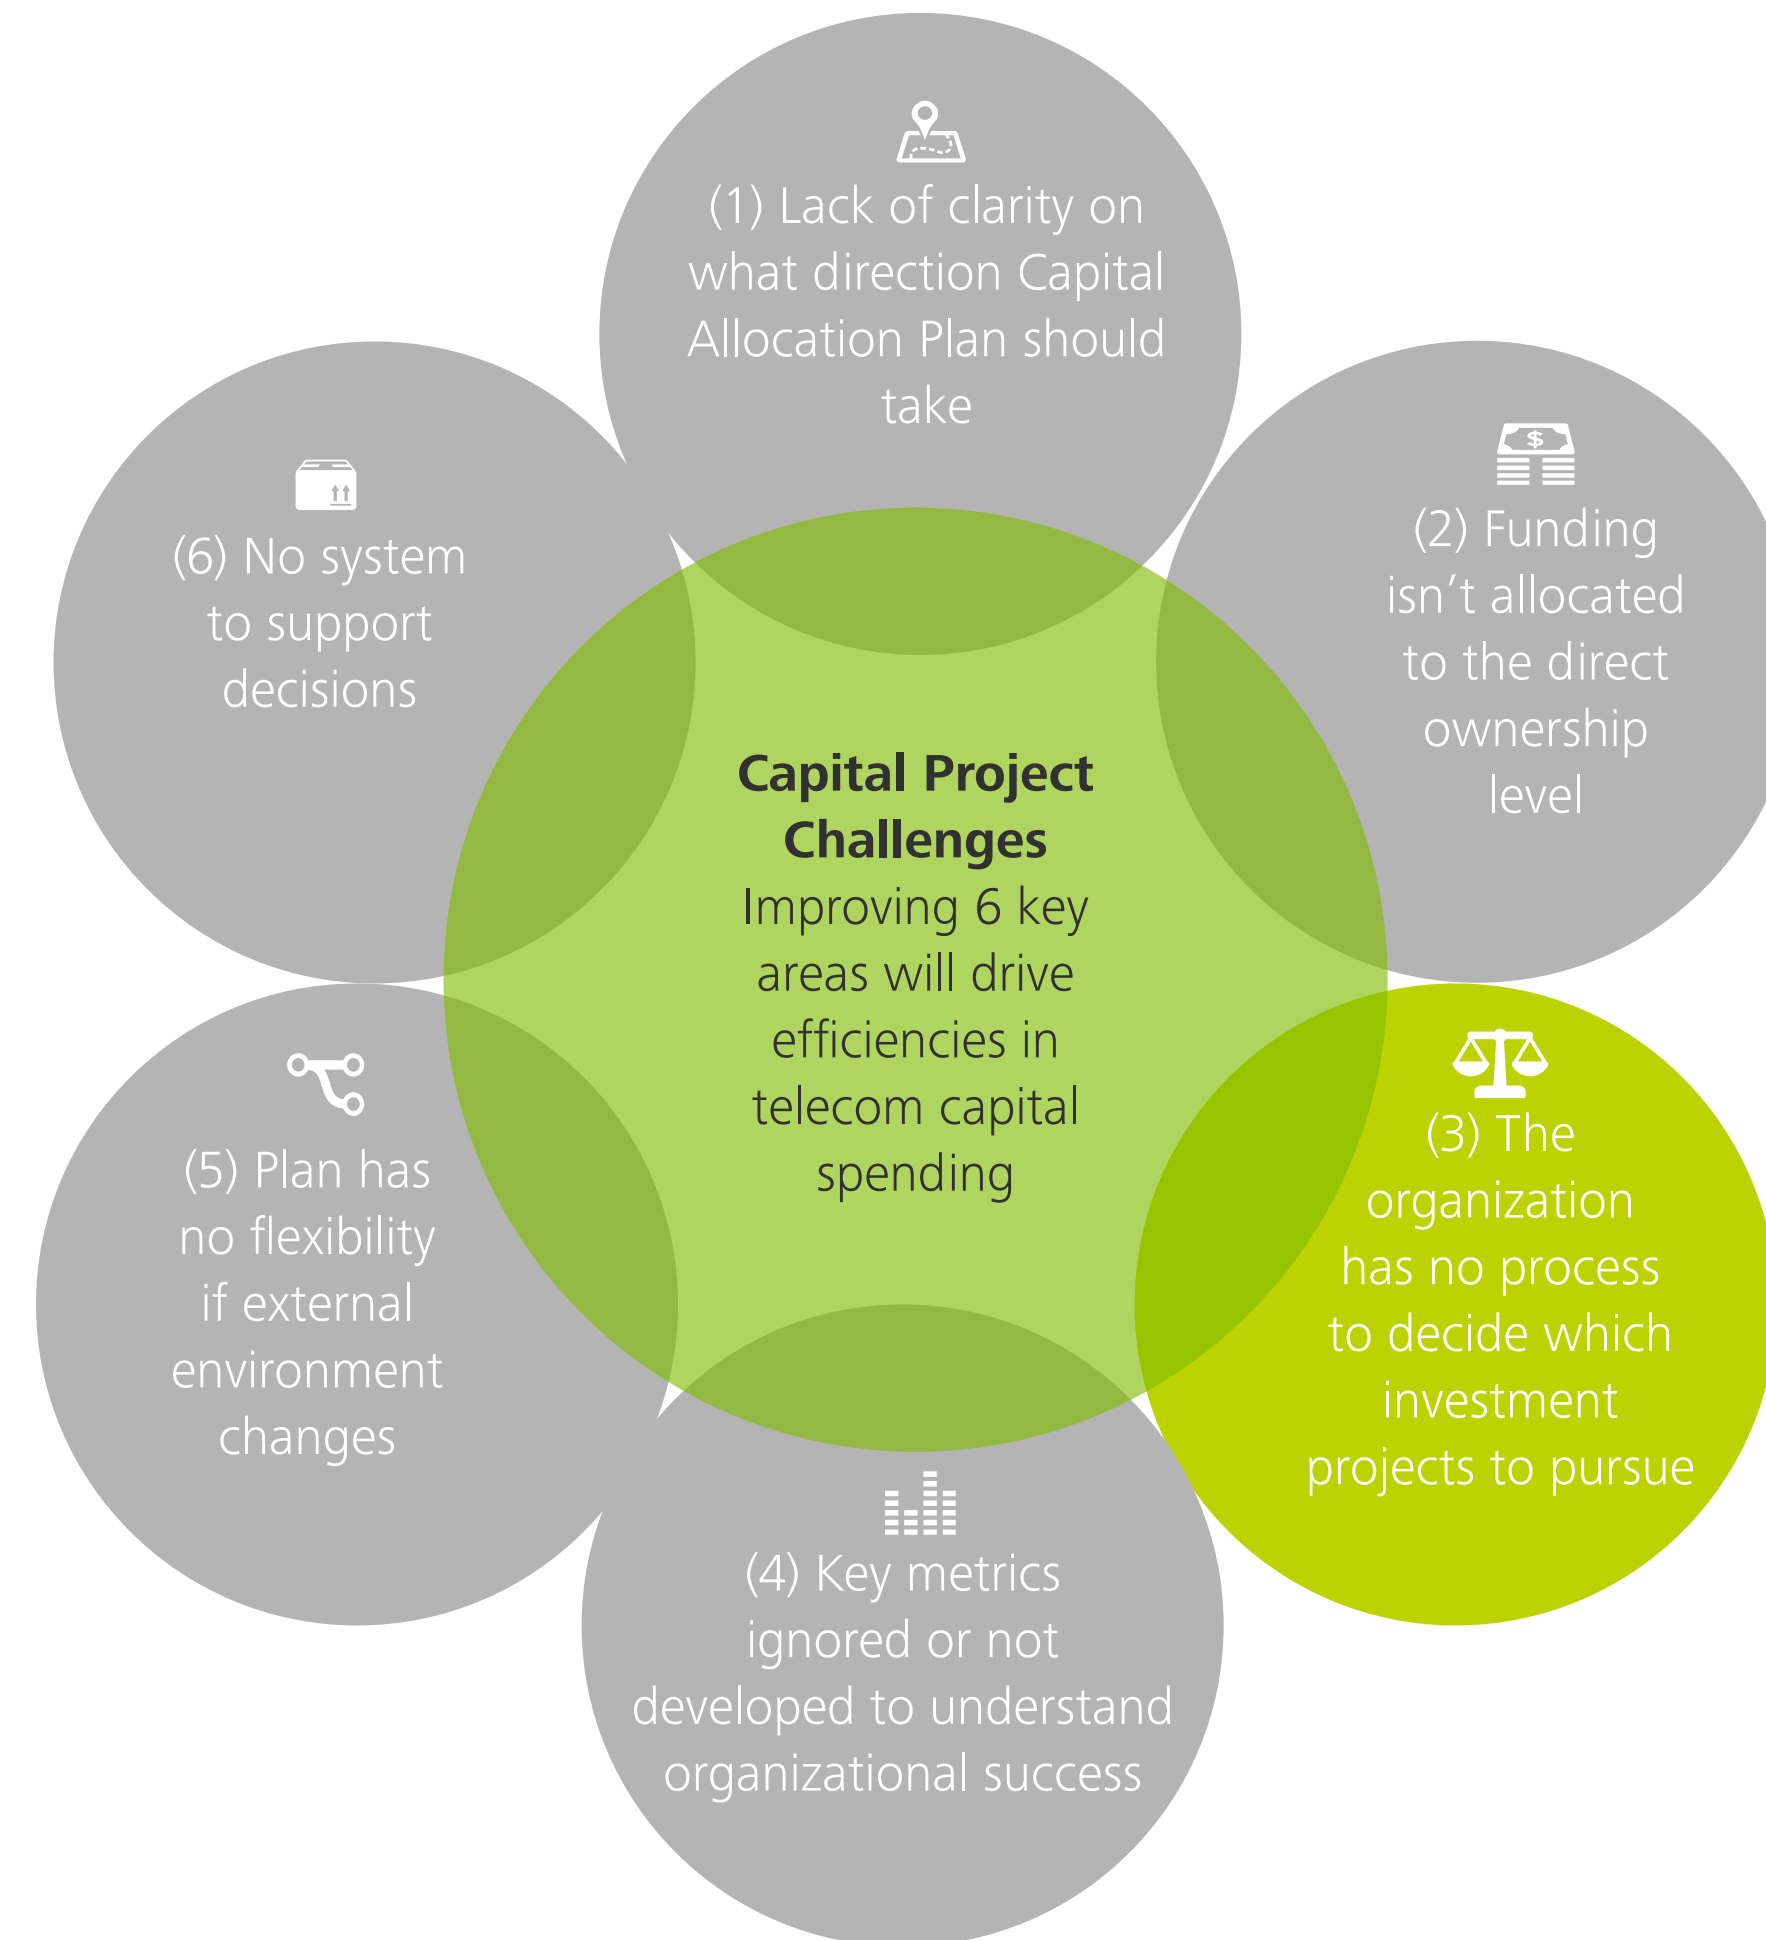 (1) Lack of clarity on
what direction Capital
Allocation Plan should
take
$
(2) Funding
isn’t allocated
to the direct
ownership
level
(6) No system
to support
decisions
Capital Project
Challenges
Improving 6 key
areas will drive
efficiencies in
telecom capital
spending
(3) The
organization
has no process
to decide which
investment
projects to pursue
(5) Plan has
no flexibility
if external
environment
changes
(4) Key metrics
ignored or not
developed to understand
organizational success